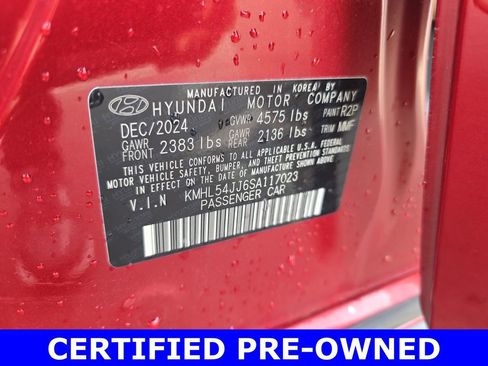 MANUFACTURED IN KOREA BY
HYUNDAI MOTOR COMPANY
DEC/2024 GVWR 4575 lbs PAINT R2P
GAWR FRONT 2383 lbs GAWR REAR 2136 lbs TRIM MMF
THIS VEHICLE CONFORMS TO ALL APPLICABLE U.S.A. FEDERAL
MOTOR VEHICLE SAFETY, BUMPER, AND THEFT PREVENTION
STANDARDS IN EFFECT ON THE DATE OF MANUFACTURE SHOWN ABOVE.
V.I.N KMHL54JJ6SA117023
PASSENGER CAR
CERTIFIED PRE-OWNED